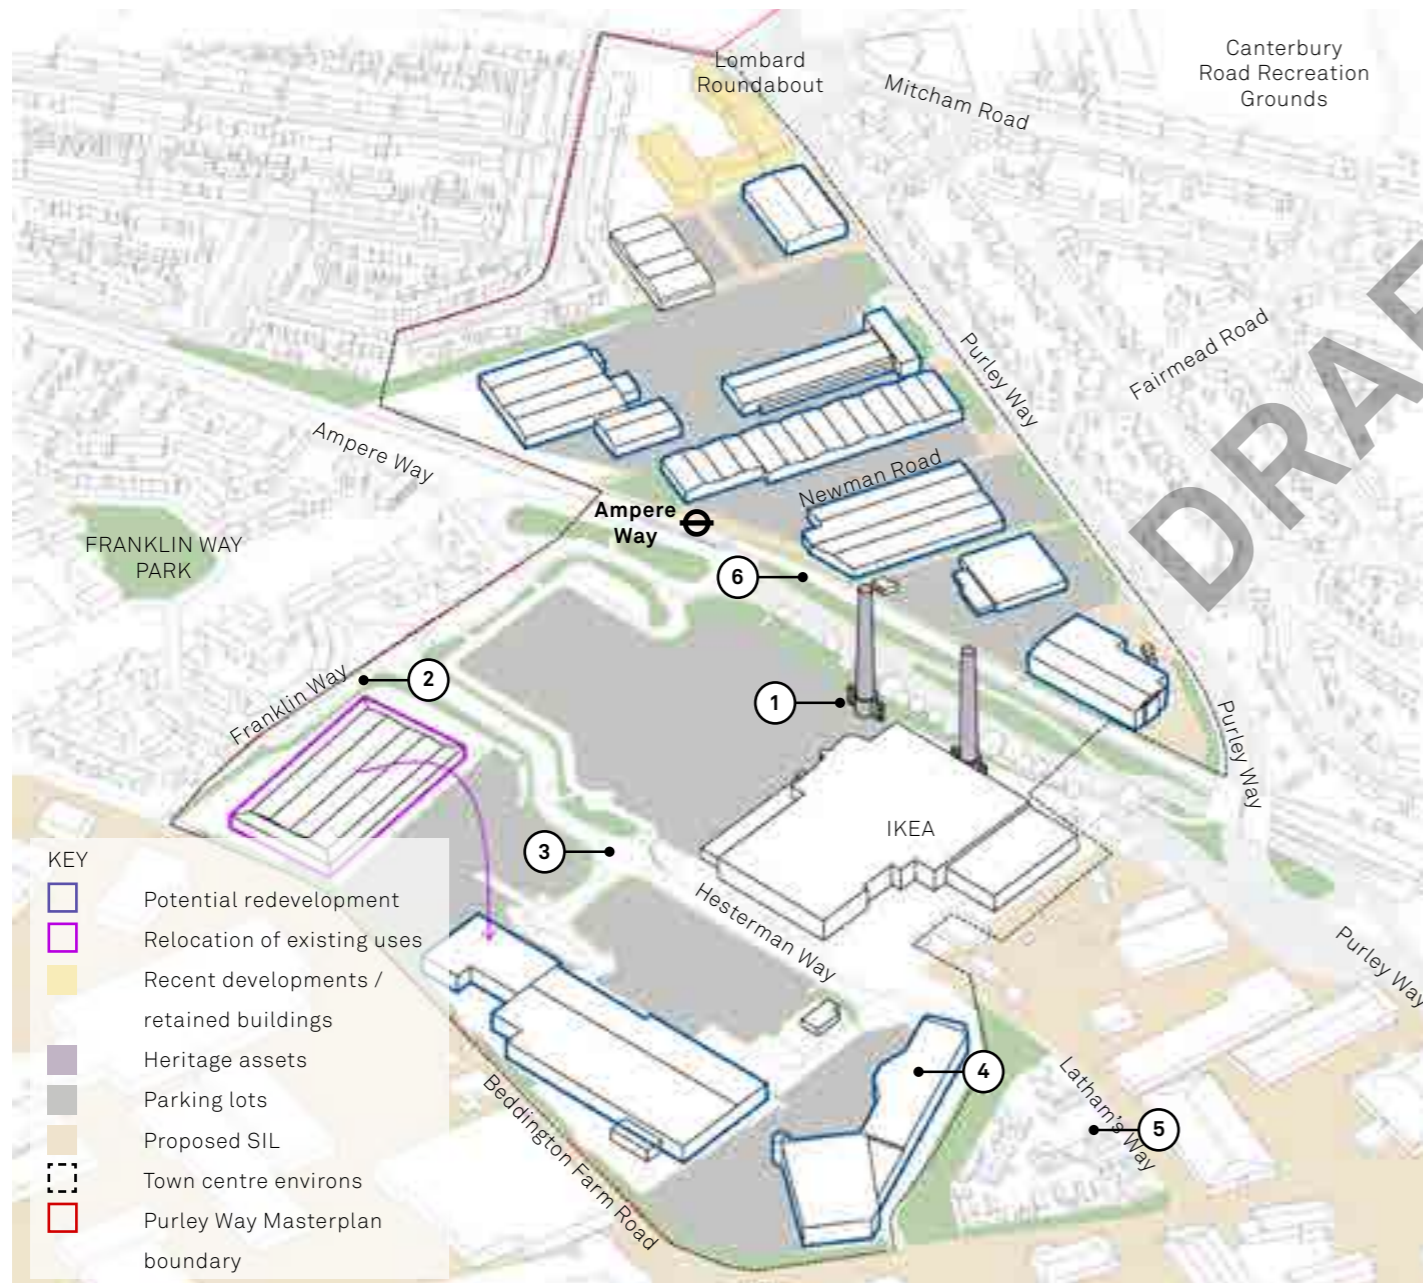 Lombard
Roundabout
Canterbury
Road Recreation
Grounds
Mitcham Road
Fairmead Road
Purley Way
DRAF
Ampere Way
Newman Road
Ampere
Way
FRANKLIN WAY
PARK
6
2
Franklin Way
1
Purley Way
IKEA
3
Hesterman Way
Purley Way
4
Latham's Way
5
Beddington Farm Road
KEY
Potential redevelopment
Relocation of existing uses
Recent developments /
retained buildings
Heritage assets
Parking lots
Proposed SIL
Town centre environs
Purley Way Masterplan
boundary